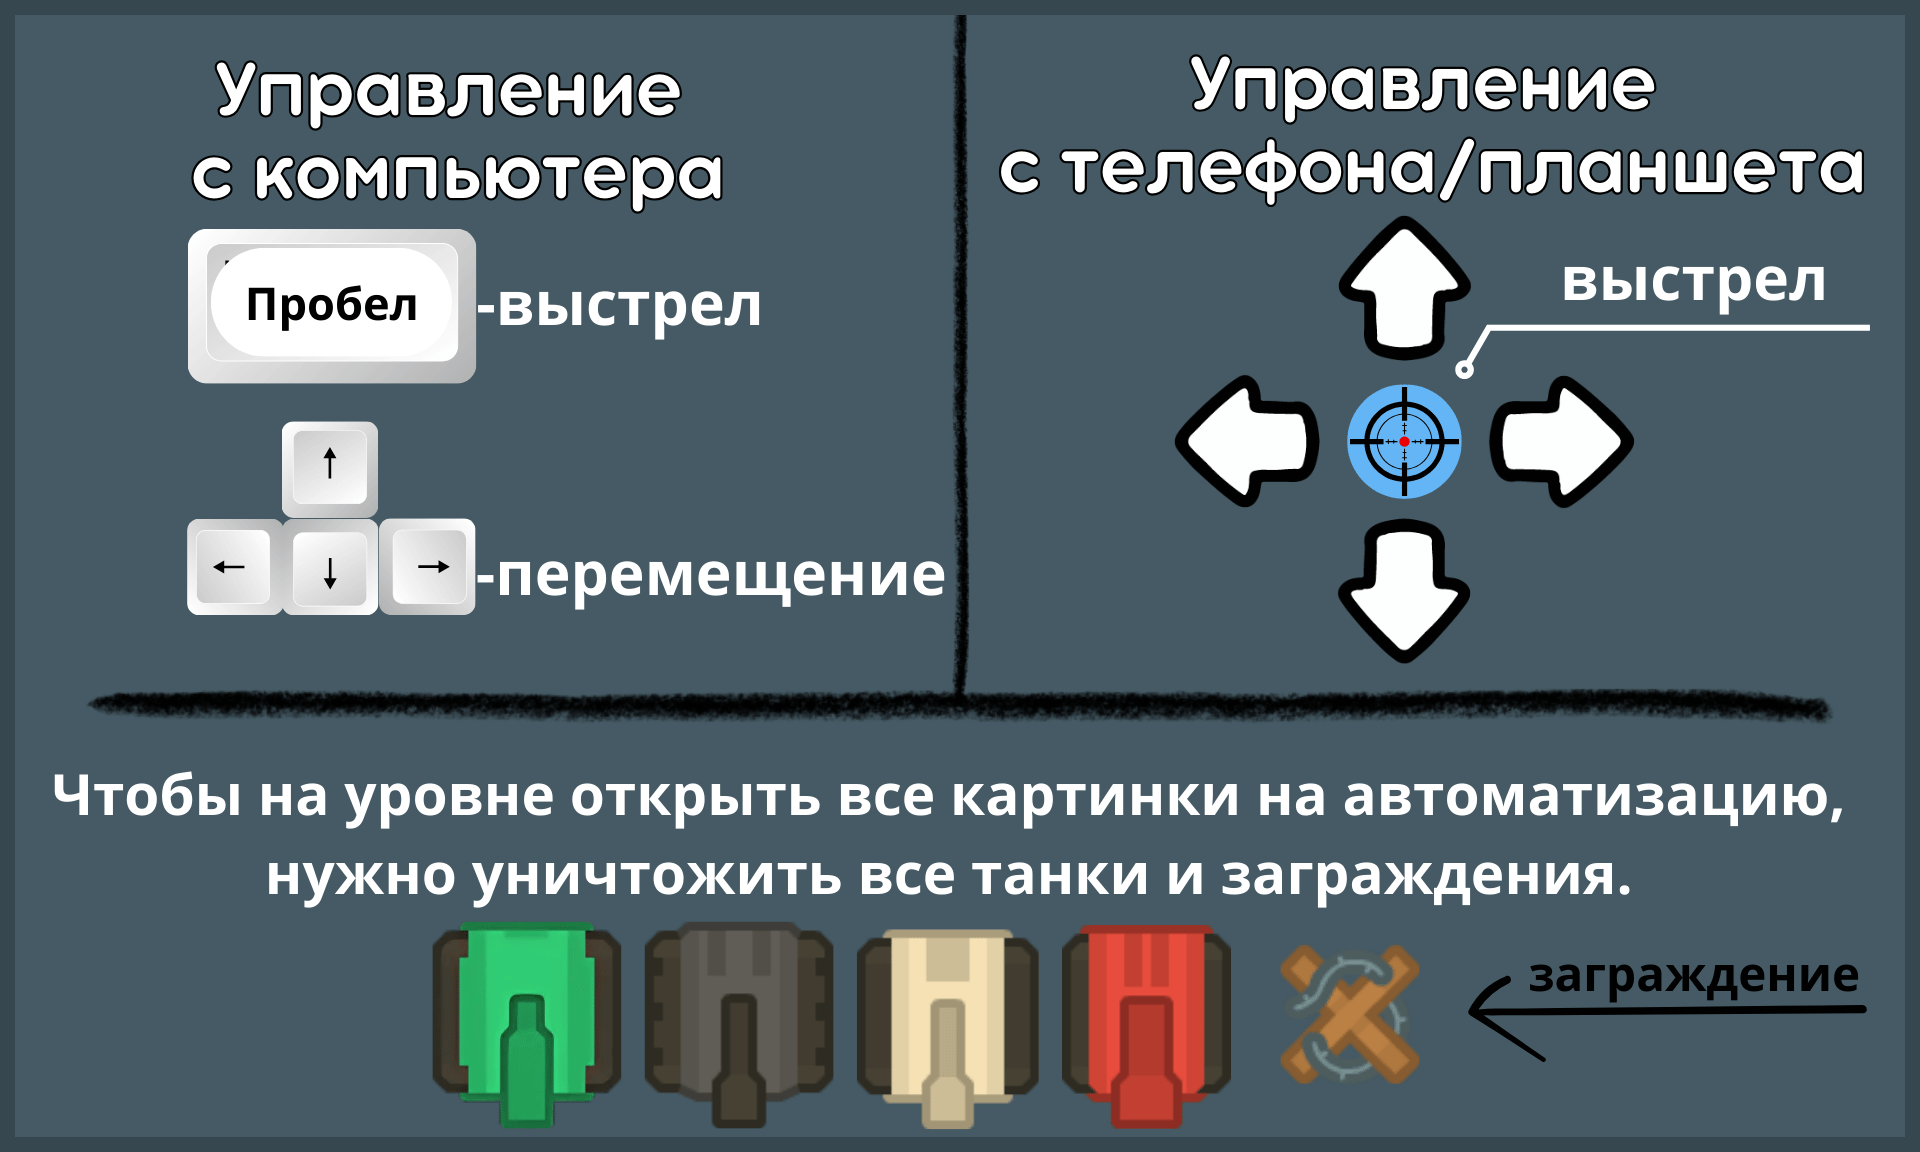 Управление
с компьютера
Пробел
-выстрел
-перемещение
Управление
с телефона/планшета
выстрел
Чтобы на уровне открыть все картинки на автоматизацию,
нужно уничтожить все танки и заграждения.
заграждение